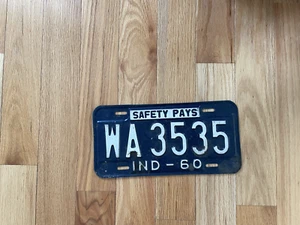 SAFETY PAYS
WA 3535
IND - 60